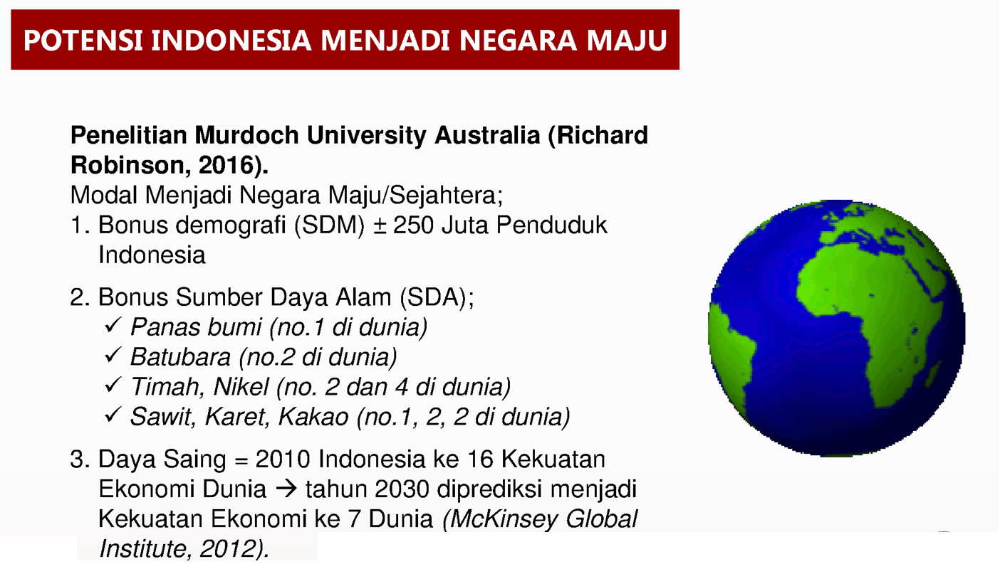 POTENSI INDONESIA MENJADI NEGARA MAJU
Penelitian Murdoch University Australia (Richard
Robinson, 2016).
Modal Menjadi Negara Maju/Sejahtera;
1. Bonus demografi (SDM) ± 250 Juta Penduduk
Indonesia
2. Bonus Sumber Daya Alam (SDA);
✓ Panas bumi (no.1 di dunia)
✓ Batubara (no.2 di dunia)
✓ Timah, Nikel (no. 2 dan 4 di dunia)
✓ Sawit, Karet, Kakao (no.1, 2, 2 di dunia)
3. Daya Saing = 2010 Indonesia ke 16 Kekuatan
Ekonomi Dunia → tahun 2030 diprediksi menjadi
Kekuatan Ekonomi ke 7 Dunia (McKinsey Global
Institute, 2012).